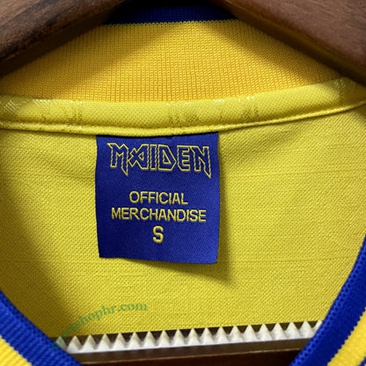 MAIDEN
OFFICIAL
MERCHANDISE
S